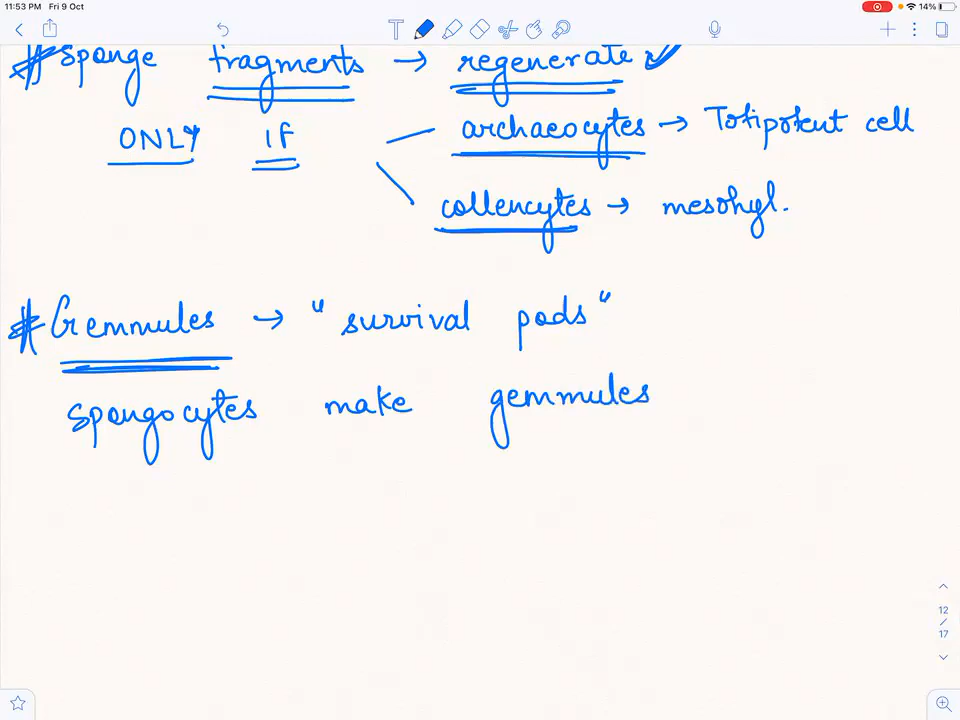 11:53 PM Fri 9 Oct
14%
# Sponge fragments → regenerate ✓
ONLY IF archaeocytes → Totipotent cell
collencytes → mesohyl.
# Gemmules → "survival pods"
spongocytes make gemmules
12
/
17